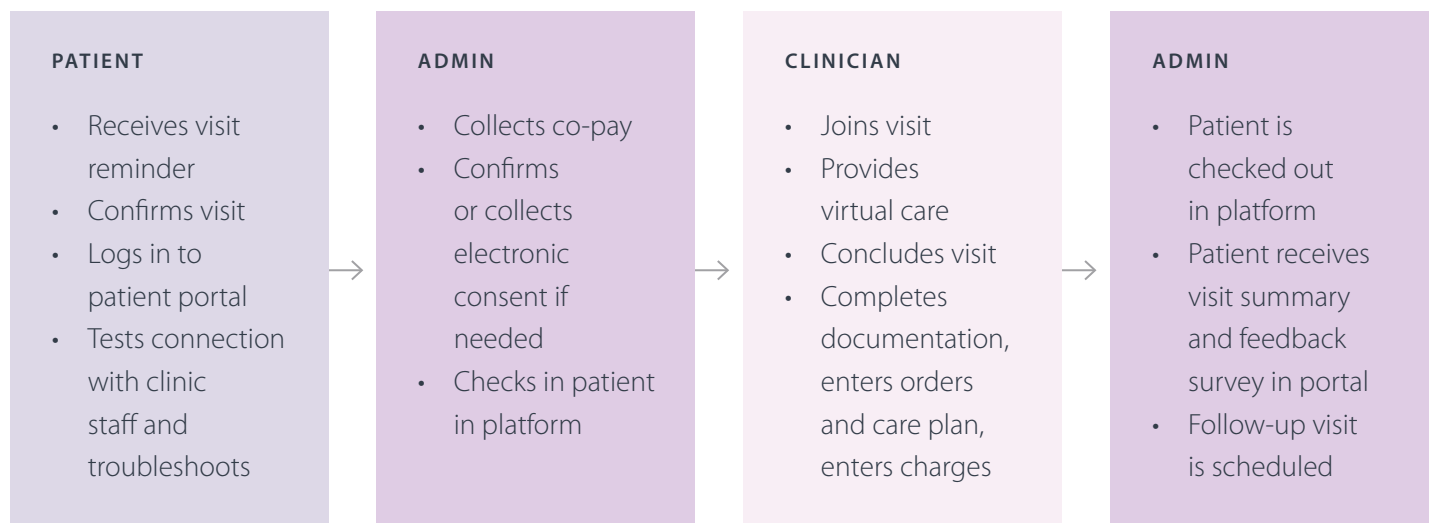 PATIENT
• Receives visit
reminder
• Confirms visit
• Logs in to
patient portal
• Tests connection
with clinic
staff and
troubleshoots
ADMIN
• Collects co-pay
• Confirms
or collects
electronic
consent if
needed
• Checks in patient
in platform
CLINICIAN
• Joins visit
• Provides
virtual care
• Concludes visit
• Completes
documentation,
enters orders
and care plan,
enters charges
ADMIN
• Patient is
checked out
in platform
• Patient receives
visit summary
and feedback
survey in portal
• Follow-up visit
is scheduled